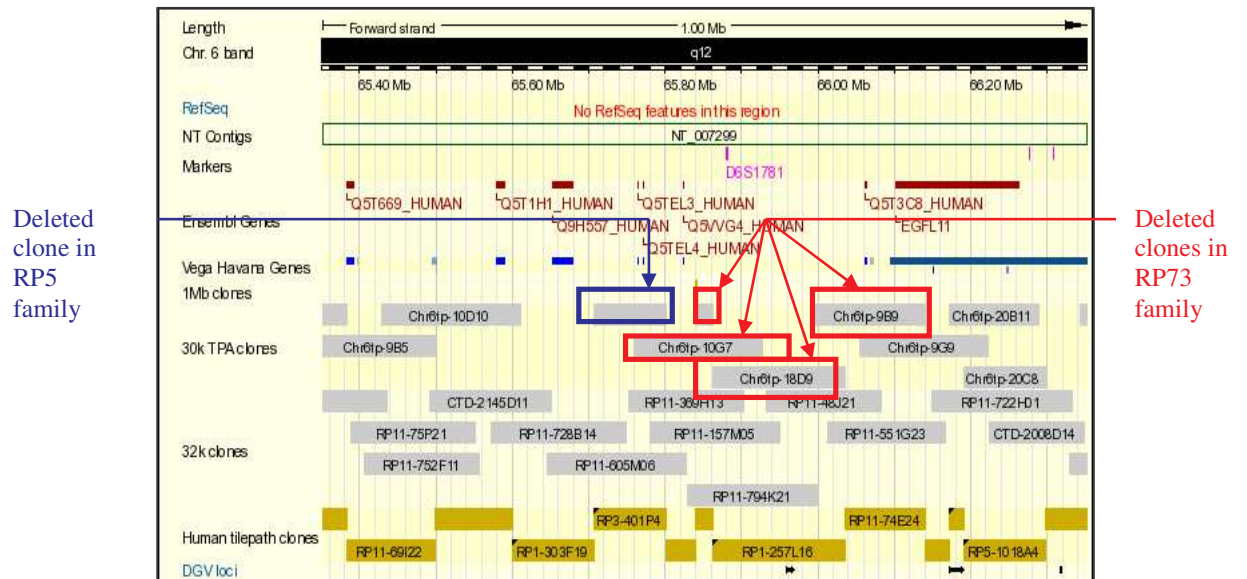 Length
Forward strand
1.00 Mb
Chr. 6 band
q12
65.40 Mb 65.60 Mb 65.80 Mb 66.00 Mb 66.20 Mb
RefSeq
No RefSeq features in this region
NT Contigs
NT_007299
Markers
D6S1781
Q5T669_HUMAN Q5T1H1_HUMAN Q5TEL3_HUMAN Q5T3C8_HUMAN
Ensembl Genes
Q9H557_HUMAN Q5VVG4_HUMAN EGFL11
Q5TEL4_HUMAN
Vega Havana Genes
1Mb clones
Chr6tp-10D10 Chr6tp-9B9 Chr6tp-20B11
30k TPA clones
Chr6tp-9B5 Chr6tp-10G7 Chr6tp-9G9
Chr6tp-18D9 Chr6tp-20C8
CTD-2145D11 RP11-369H13 RP11-48J21 RP11-722H01
32k clones
RP11-75P21 RP11-728B14 RP11-157M05 RP11-551G23 CTD-2008D14
RP11-752F11 RP11-605M06
RP11-794K21
RP3-401P4 RP11-74E24
Human tilepath clones
RP11-69I22 RP1-303F19 RP1-257L16 RP5-1018A4
DGV loci
Deleted
clone in
RP5
family
Deleted
clones in
RP73
family